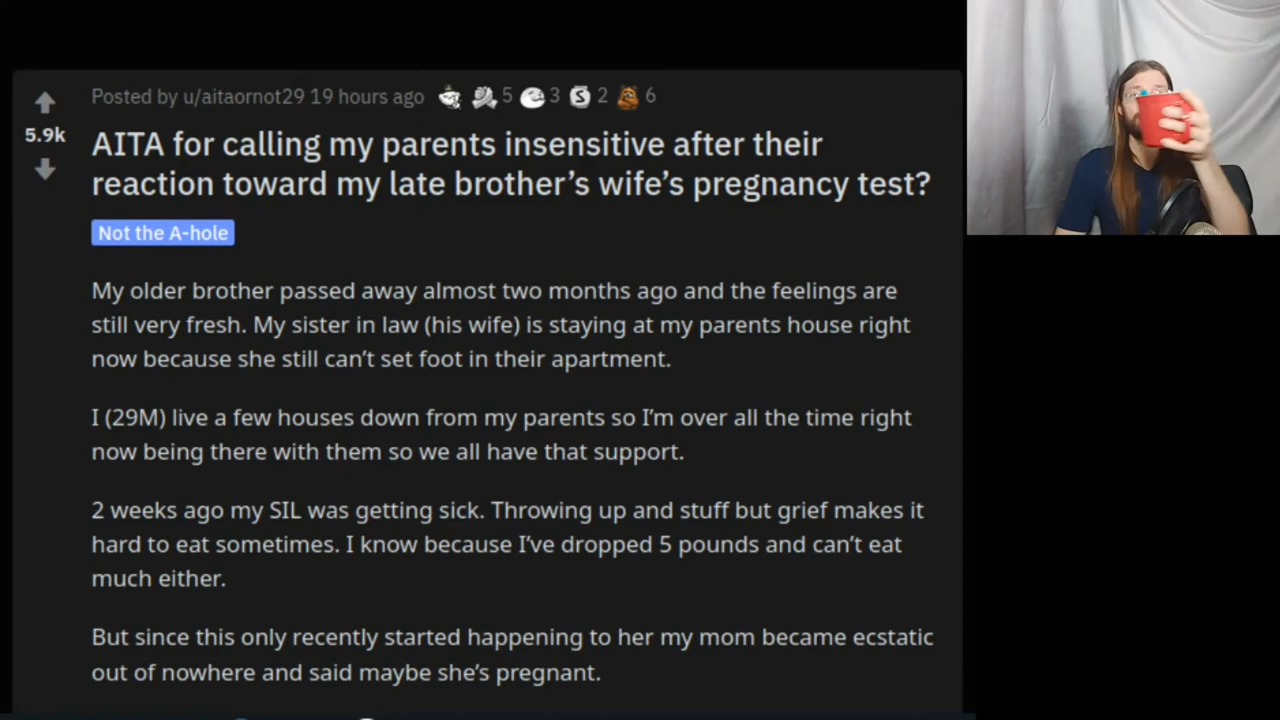 Posted by u/aitaornot29 19 hours ago 5 3 2 6
5.9k
AITA for calling my parents insensitive after their
reaction toward my late brother’s wife’s pregnancy test?
Not the A-hole
My older brother passed away almost two months ago and the feelings are
still very fresh. My sister in law (his wife) is staying at my parents house right
now because she still can’t set foot in their apartment.
I (29M) live a few houses down from my parents so I’m over all the time right
now being there with them so we all have that support.
2 weeks ago my SIL was getting sick. Throwing up and stuff but grief makes it
hard to eat sometimes. I know because I’ve dropped 5 pounds and can’t eat
much either.
But since this only recently started happening to her my mom became ecstatic
out of nowhere and said maybe she’s pregnant.